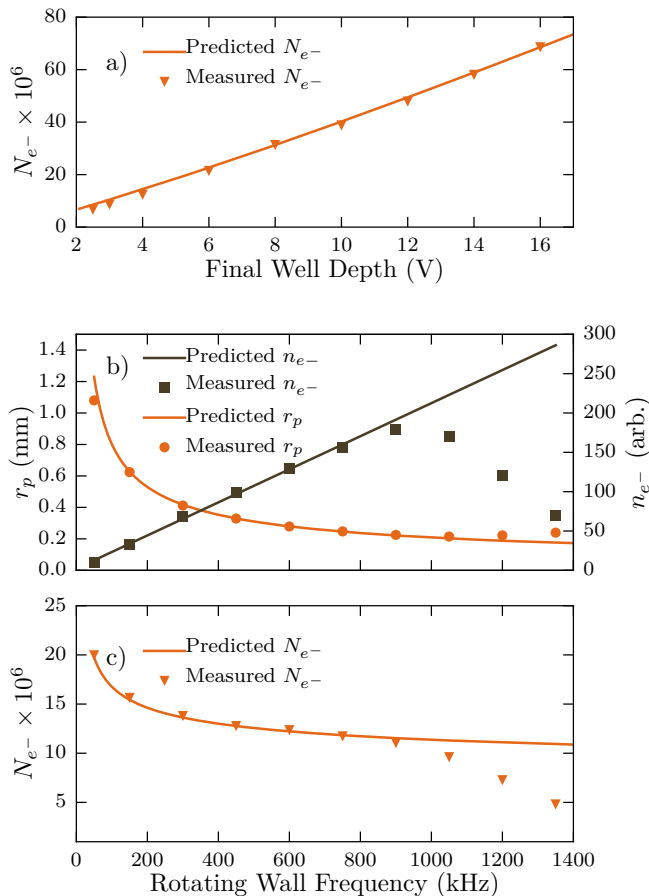 80
60
40
20
0
N_{e−} × 10^6
a)
Predicted N_{e−}
Measured N_{e−}
2 4 6 8 10 12 14 16
Final Well Depth (V)
1.4
1.2
1.0
0.8
0.6
0.4
0.2
0.0
r_p (mm)
b)
Predicted n_{e−}
Measured n_{e−}
Predicted r_p
Measured r_p
300
250
200
150
100
50
0
n_{e−} (arb.)
25
20
15
10
5
N_{e−} × 10^6
c)
Predicted N_{e−}
Measured N_{e−}
0 200 400 600 800 1000 1200 1400
Rotating Wall Frequency (kHz)